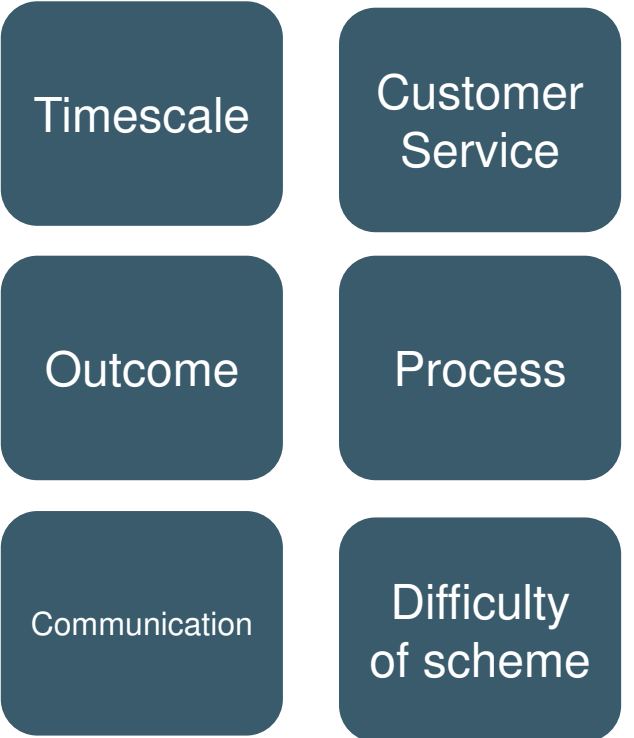 Timescale
Customer
Service
Outcome
Process
Communication
Difficulty
of scheme